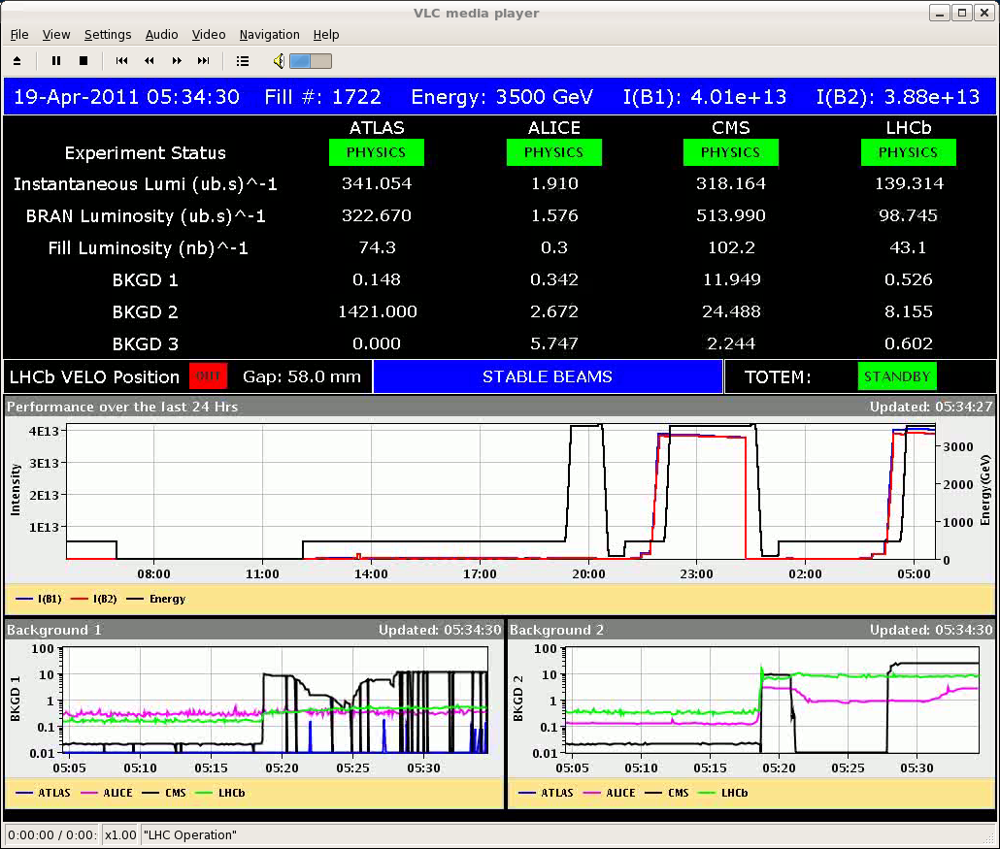 VLC media player
File View Settings Audio Video Navigation Help
19-Apr-2011 05:34:30 Fill #: 1722 Energy: 3500 GeV I(B1): 4.01e+13 I(B2): 3.88e+13
ATLAS ALICE CMS LHCb
Experiment Status PHYSICS PHYSICS PHYSICS PHYSICS
Instantaneous Lumi (ub.s)^-1 341.054 1.910 318.164 139.314
BRAN Luminosity (ub.s)^-1 322.670 1.576 513.990 98.745
Fill Luminosity (nb)^-1 74.3 0.3 102.2 43.1
BKGD 1 0.148 0.342 11.949 0.526
BKGD 2 1421.000 2.672 24.488 8.155
BKGD 3 0.000 5.747 2.244 0.602
LHCb VELO Position OUT Gap: 58.0 mm STABLE BEAMS TOTEM: STANDBY
Performance over the last 24 Hrs Updated: 05:34:27
4E13
3E13
2E13
1E13
Intensity
3000
2000
1000
0
Energy(GeV)
08:00 11:00 14:00 17:00 20:00 23:00 02:00 05:00
I(B1) I(B2) Energy
Background 1 Updated: 05:34:30
100
10
1
0.1
0.01
BKGD 1
05:05 05:10 05:15 05:20 05:25 05:30
ATLAS ALICE CMS LHCb
Background 2 Updated: 05:34:30
100
10
1
0.1
0.01
BKGD 2
05:05 05:10 05:15 05:20 05:25 05:30
ATLAS ALICE CMS LHCb
0:00:00 / 0:00: x1.00 "LHC Operation"